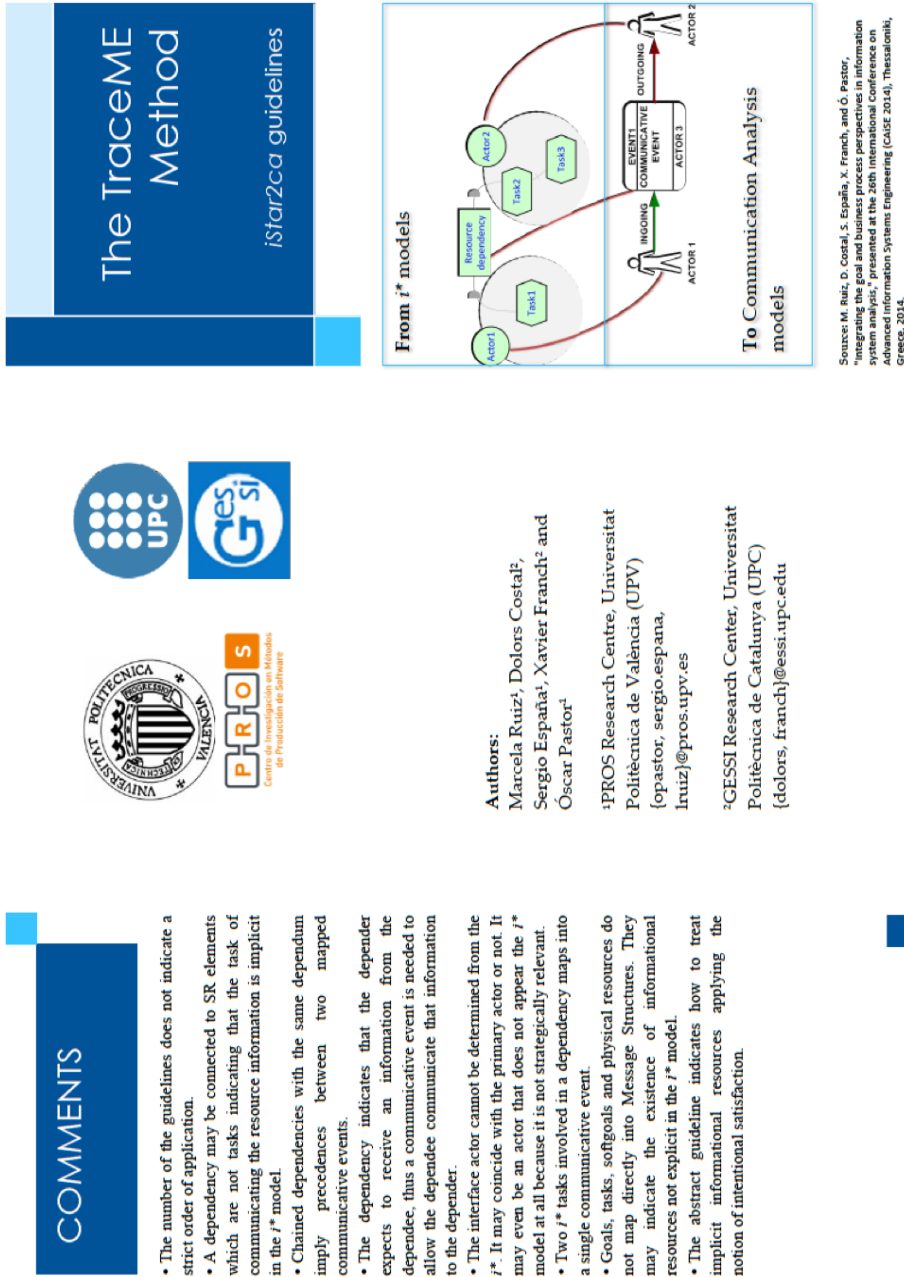 COMMENTS
• The number of the guidelines does not indicate a
strict order of application.
• A dependency may be connected to SR elements
which are not tasks indicating that the task of
communicating the resource information is implicit
in the i* model.
• Chained dependencies with the same dependum
imply precedences between two mapped
communicative events.
• The dependency indicates that the depender
expects to receive an information from the
dependee, thus a communicative event is needed to
allow the dependee communicate that information
to the depender.
• The interface actor cannot be determined from the
i*. It may coincide with the primary actor or not. It
may even be an actor that does not appear the i*
model at all because it is not strategically relevant.
• Two i* tasks involved in a dependency maps into
a single communicative event.
• Goals, tasks, softgoals and physical resources do
not map directly into Message Structures. They
may indicate the existence of informational
resources not explicit in the i* model.
• The abstract guideline indicates how to treat
implicit informational resources applying the
notion of intentional satisfaction.
UNIVERSITAT POLITECNICA
VALENCIA
PROS
Centro de Investigación en Métodos
de Producción de Software
UPC
Gessi
Authors:
Marcela Ruiz¹, Dolors Costal²,
Sergio España¹, Xavier Franch² and
Óscar Pastor¹
¹PROS Research Centre, Universitat
Politècnica de València (UPV)
{opastor, sergio.espana,
lruiz}@pros.upv.es
²GESSI Research Center, Universitat
Politècnica de Catalunya (UPC)
{dolors, franch}@essi.upc.edu
The TraceME
Method
iStar2ca guidelines
From i* models
Actor1
Task1
Resource
dependency
Actor2
Task2
Task3
ACTOR 1
INGOING
EVENT1
COMMUNICATIVE
EVENT
ACTOR 3
OUTGOING
ACTOR 2
To Communication Analysis
models
Source: M. Ruiz, D. Costal, S. España, X. Franch, and Ó. Pastor,
"Integrating the goal and business process perspectives in information
system analysis," presented at the 26th International Conference on
Advanced Information Systems Engineering (CAiSE 2014), Thessaloniki,
Greece, 2014.